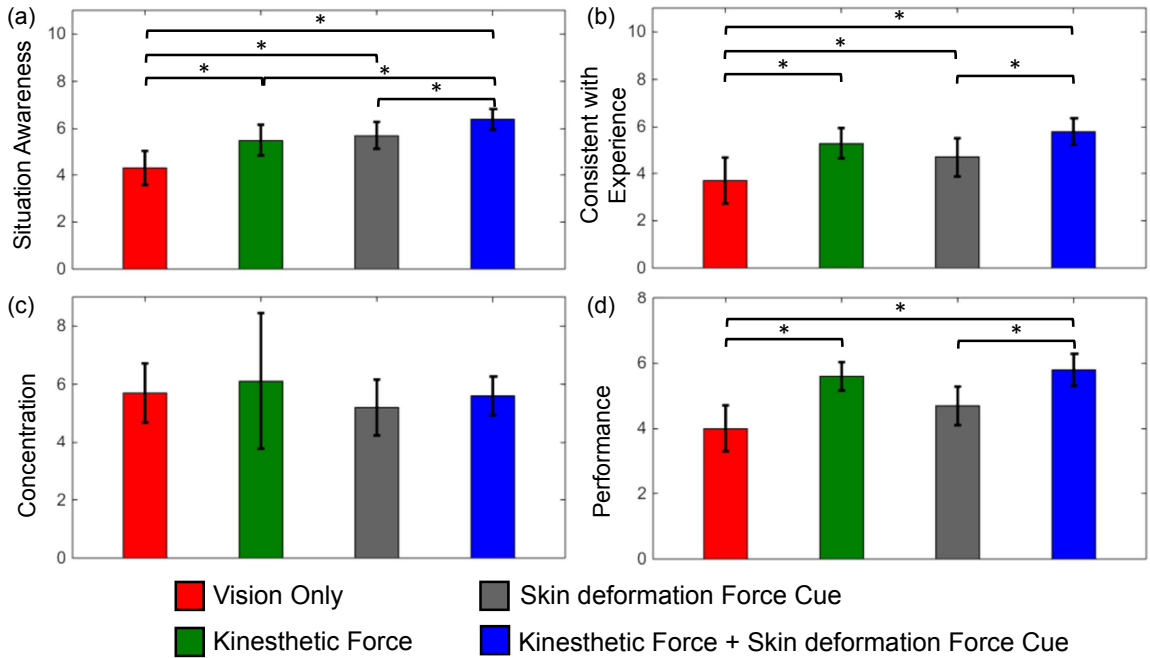 (a)
Situation Awareness
10
8
6
4
2
0
*
*
*
*
*
(b)
Consistent with
Experience
10
8
6
4
2
0
*
*
*
*
(c)
Concentration
8
6
4
2
0
(d)
Performance
8
6
4
2
0
*
*
*
Vision Only
Skin deformation Force Cue
Kinesthetic Force
Kinesthetic Force + Skin deformation Force Cue